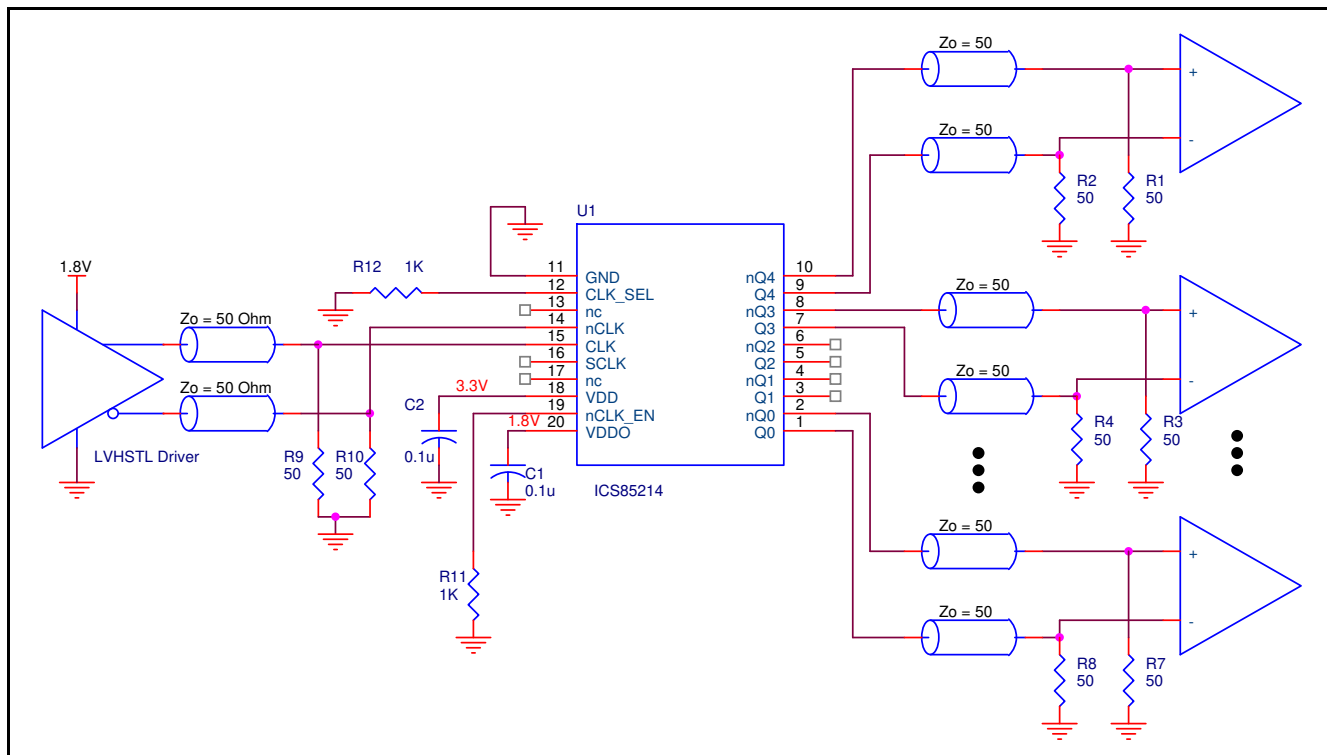 Zo = 50
+
Zo = 50
-
R2
50
R1
50
U1
1.8V
R12 1K
11 GND
12 CLK_SEL
13 nc
14 nCLK
15 CLK
16 SCLK
17 nc
18 VDD
19 nCLK_EN
20 VDDO
nQ4 10
Q4 9
nQ3 8
Q3 7
nQ2 6
Q2 5
nQ1 4
Q1 3
nQ0 2
Q0 1
Zo = 50
+
Zo = 50
-
R4
50
R3
50
Zo = 50 Ohm
Zo = 50 Ohm
LVHSTL Driver
R9
50
R10
50
3.3V
C2
0.1u
1.8V
C1
0.1u
ICS85214
R11
1K
Zo = 50
+
Zo = 50
-
R8
50
R7
50